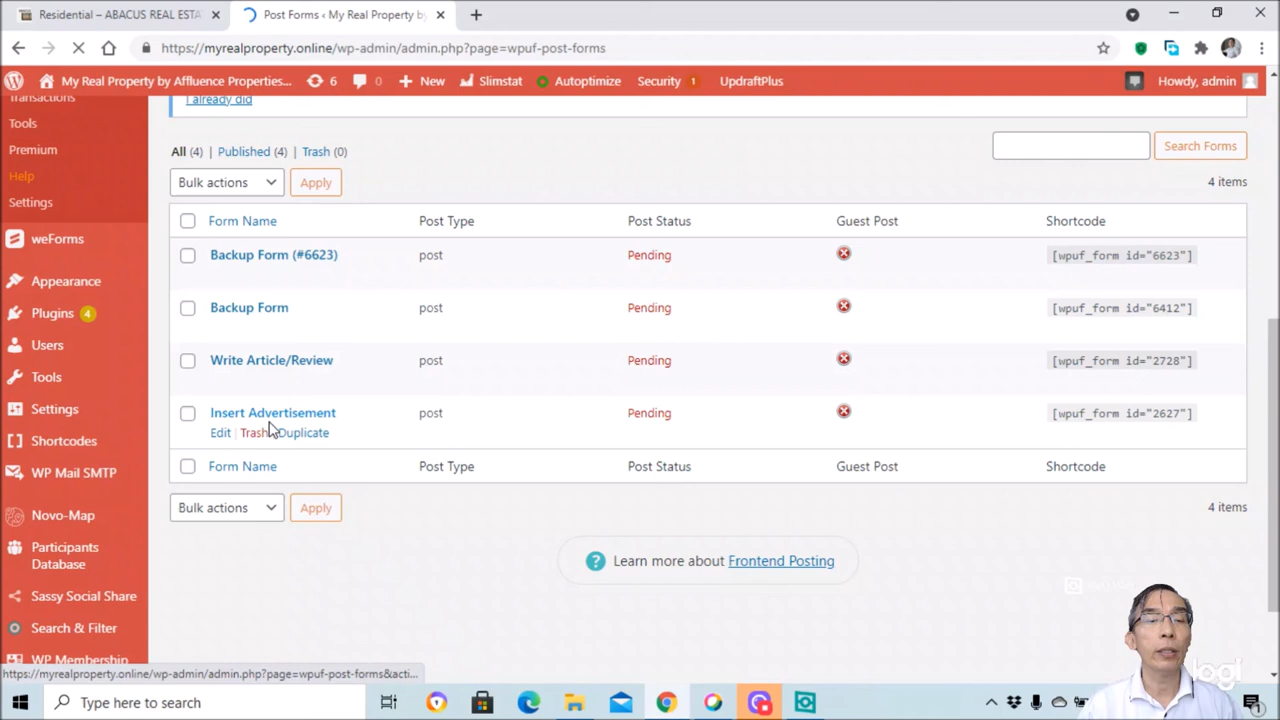 Residential – ABACUS REAL ESTA
Post Forms ‹ My Real Property by
https://myrealproperty.online/wp-admin/admin.php?page=wpuf-post-forms
My Real Property by Affluence Properties... 6 0 New Slimstat Autoptimize Security 1 UpdraftPlus Howdy, admin
Transactions
Tools
Premium
Help
Settings
weForms
Appearance
Plugins 4
Users
Tools
Settings
Shortcodes
WP Mail SMTP
Novo-Map
Participants
Database
Sassy Social Share
Search & Filter
WP Membership
I already did
All (4) | Published (4) | Trash (0)
Search Forms
Bulk actions Apply 4 items
Form Name Post Type Post Status Guest Post Shortcode
Backup Form (#6623) post Pending [wpuf_form id="6623"]
Backup Form post Pending [wpuf_form id="6412"]
Write Article/Review post Pending [wpuf_form id="2728"]
Insert Advertisement post Pending [wpuf_form id="2627"]
Edit | Trash Duplicate
Form Name Post Type Post Status Guest Post Shortcode
Bulk actions Apply 4 items
? Learn more about Frontend Posting
https://myrealproperty.online/wp-admin/admin.php?page=wpuf-post-forms&acti...
logi
Type here to search
1